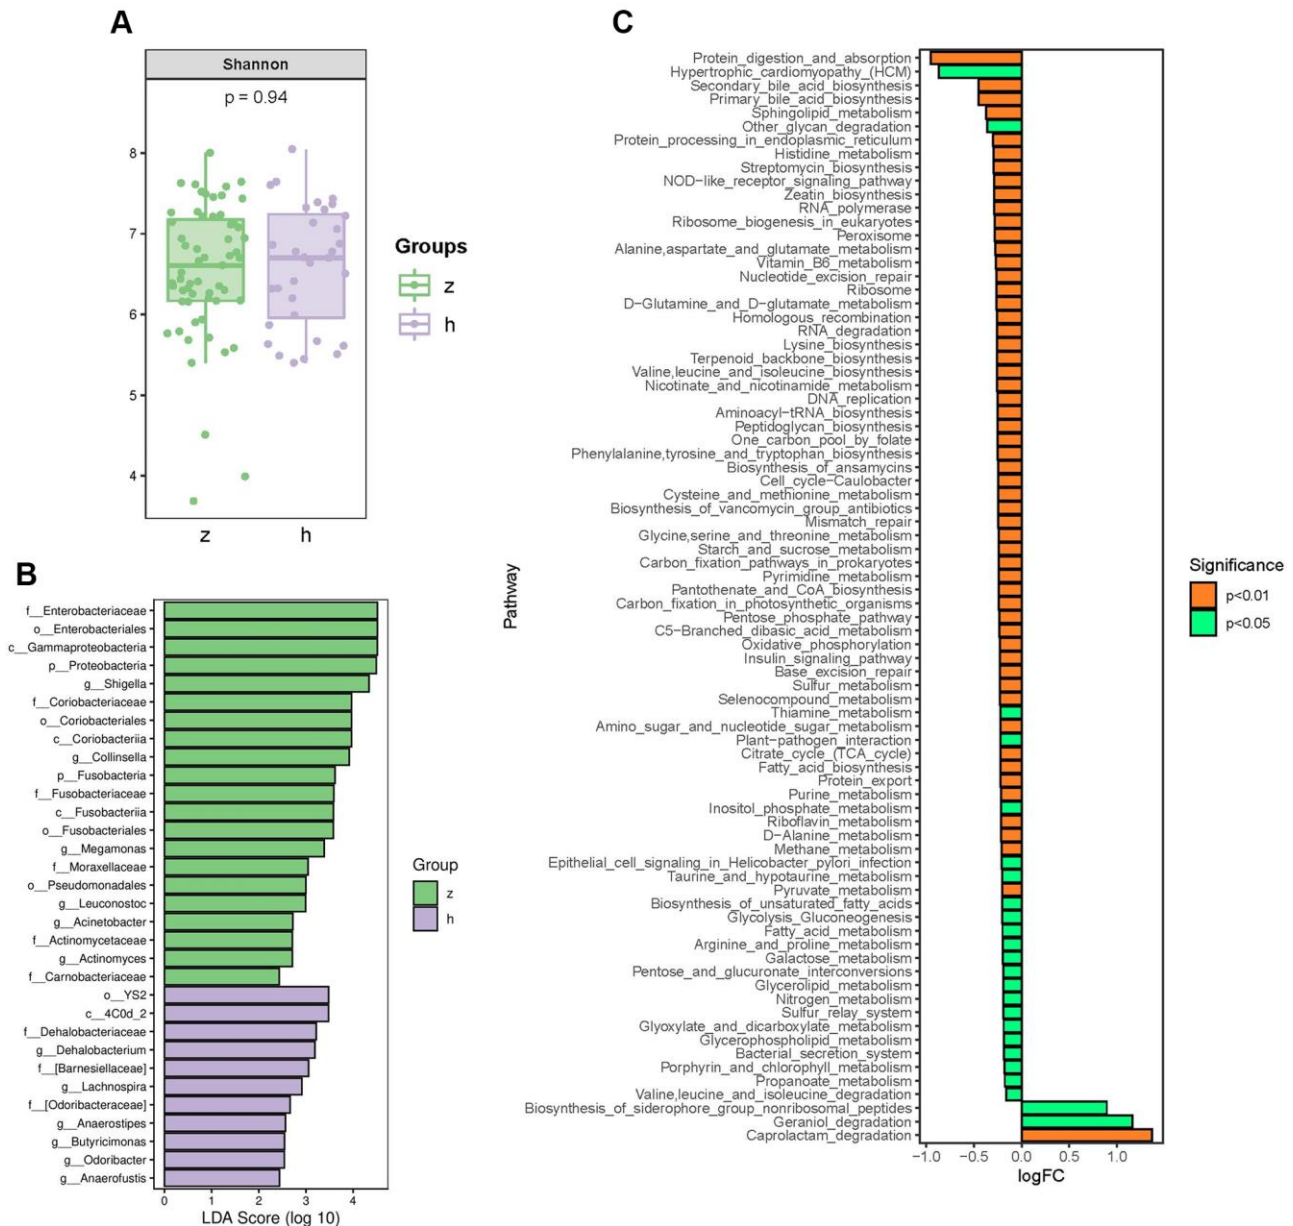 A
Shannon
p = 0.94
8
7
6
5
4
z
h
Groups
z
h
B
f__Enterobacteriaceae
o__Enterobacteriales
c__Gammaproteobacteria
p__Proteobacteria
g__Shigella
f__Coriobacteriaceae
o__Coriobacteriales
c__Coriobacteriia
g__Collinsella
p__Fusobacteria
f__Fusobacteriaceae
c__Fusobacteriia
o__Fusobacteriales
g__Megamonas
f__Moraxellaceae
o__Pseudomonadales
g__Leuconostoc
g__Acinetobacter
f__Actinomycetaceae
g__Actinomyces
f__Carnobacteriaceae
o__YS2
c__4C0d_2
f__Dehalobacteriaceae
g__Dehalobacterium
f__[Barnesiellaceae]
g__Lachnospira
f__[Odoribacteraceae]
g__Anaerostipes
g__Butyricimonas
g__Odoribacter
g__Anaerofustis
0 1 2 3 4
LDA Score (log 10)
Group
z
h
C
Pathway
Protein_digestion_and_absorption
Hypertrophic_cardiomyopathy_(HCM)
Secondary_bile_acid_biosynthesis
Primary_bile_acid_biosynthesis
Sphingolipid_metabolism
Other_glycan_degradation
Protein_processing_in_endoplasmic_reticulum
Histidine_metabolism
Streptomycin_biosynthesis
NOD−like_receptor_signaling_pathway
Zeatin_biosynthesis
RNA_polymerase
Ribosome_biogenesis_in_eukaryotes
Peroxisome
Alanine,aspartate_and_glutamate_metabolism
Vitamin_B6_metabolism
Nucleotide_excision_repair
Ribosome
D−Glutamine_and_D−glutamate_metabolism
Homologous_recombination
RNA_degradation
Lysine_biosynthesis
Terpenoid_backbone_biosynthesis
Valine,leucine_and_isoleucine_biosynthesis
Nicotinate_and_nicotinamide_metabolism
DNA_replication
Aminoacyl−tRNA_biosynthesis
Peptidoglycan_biosynthesis
One_carbon_pool_by_folate
Phenylalanine,tyrosine_and_tryptophan_biosynthesis
Biosynthesis_of_ansamycins
Cell_cycle−Caulobacter
Cysteine_and_methionine_metabolism
Biosynthesis_of_vancomycin_group_antibiotics
Mismatch_repair
Glycine,serine_and_threonine_metabolism
Starch_and_sucrose_metabolism
Carbon_fixation_pathways_in_prokaryotes
Pyrimidine_metabolism
Pantothenate_and_CoA_biosynthesis
Carbon_fixation_in_photosynthetic_organisms
Pentose_phosphate_pathway
C5−Branched_dibasic_acid_metabolism
Oxidative_phosphorylation
Insulin_signaling_pathway
Base_excision_repair
Sulfur_metabolism
Selenocompound_metabolism
Thiamine_metabolism
Amino_sugar_and_nucleotide_sugar_metabolism
Plant−pathogen_interaction
Citrate_cycle_(TCA_cycle)
Fatty_acid_biosynthesis
Protein_export
Purine_metabolism
Inositol_phosphate_metabolism
Riboflavin_metabolism
D−Alanine_metabolism
Methane_metabolism
Epithelial_cell_signaling_in_Helicobacter_pylori_infection
Taurine_and_hypotaurine_metabolism
Pyruvate_metabolism
Biosynthesis_of_unsaturated_fatty_acids
Glycolysis_Gluconeogenesis
Fatty_acid_metabolism
Arginine_and_proline_metabolism
Galactose_metabolism
Pentose_and_glucuronate_interconversions
Glycerolipid_metabolism
Nitrogen_metabolism
Sulfur_relay_system
Glyoxylate_and_dicarboxylate_metabolism
Glycerophospholipid_metabolism
Bacterial_secretion_system
Porphyrin_and_chlorophyll_metabolism
Propanoate_metabolism
Valine,leucine_and_isoleucine_degradation
Biosynthesis_of_siderophore_group_nonribosomal_peptides
Geraniol_degradation
Caprolactam_degradation
−1.0 −0.5 0.0 0.5 1.0
logFC
Significance
p<0.01
p<0.05